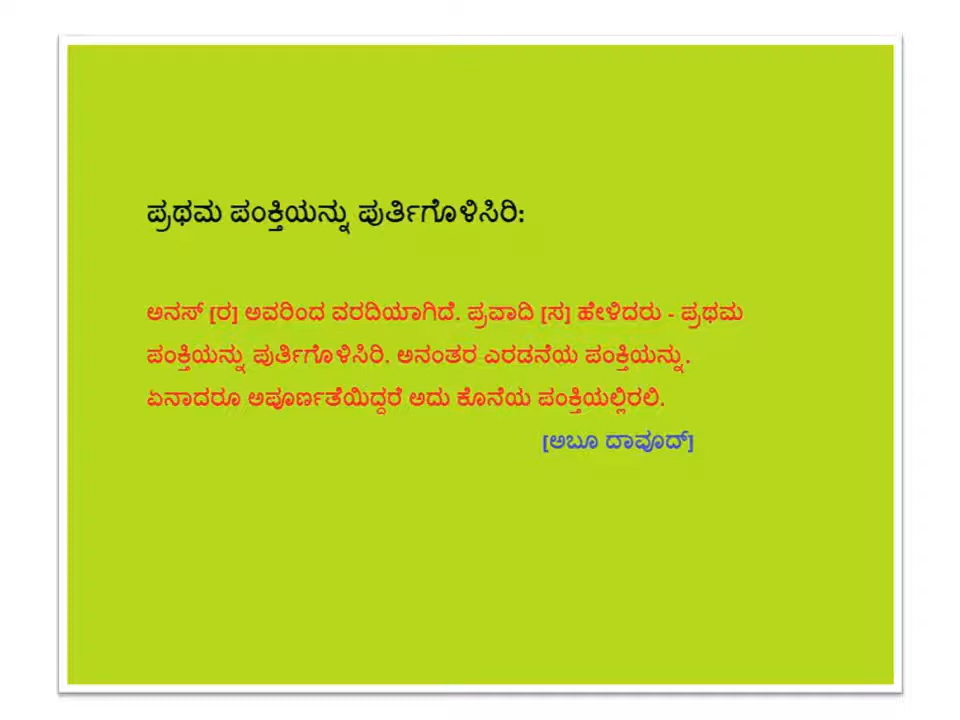 ಪ್ರಥಮ ಪಂಕ್ತಿಯನ್ನು ಪುರ್ತಿಗೊಳಿಸಿರಿ:
ಅನಸ್ [ರ] ಅವರಿಂದ ವರದಿಯಾಗಿದೆ. ಪ್ರವಾದಿ [ಸ] ಹೇಳಿದರು - ಪ್ರಥಮ
ಪಂಕ್ತಿಯನ್ನು ಪುರ್ತಿಗೊಳಿಸಿರಿ. ಅನಂತರ ಎರಡನೆಯ ಪಂಕ್ತಿಯನ್ನು.
ಏನಾದರೂ ಅಪೂರ್ಣತೆಯಿದ್ದರೆ ಅದು ಕೊನೆಯ ಪಂಕ್ತಿಯಲ್ಲಿರಲಿ.
[ಅಬೂ ದಾವೂದ್]